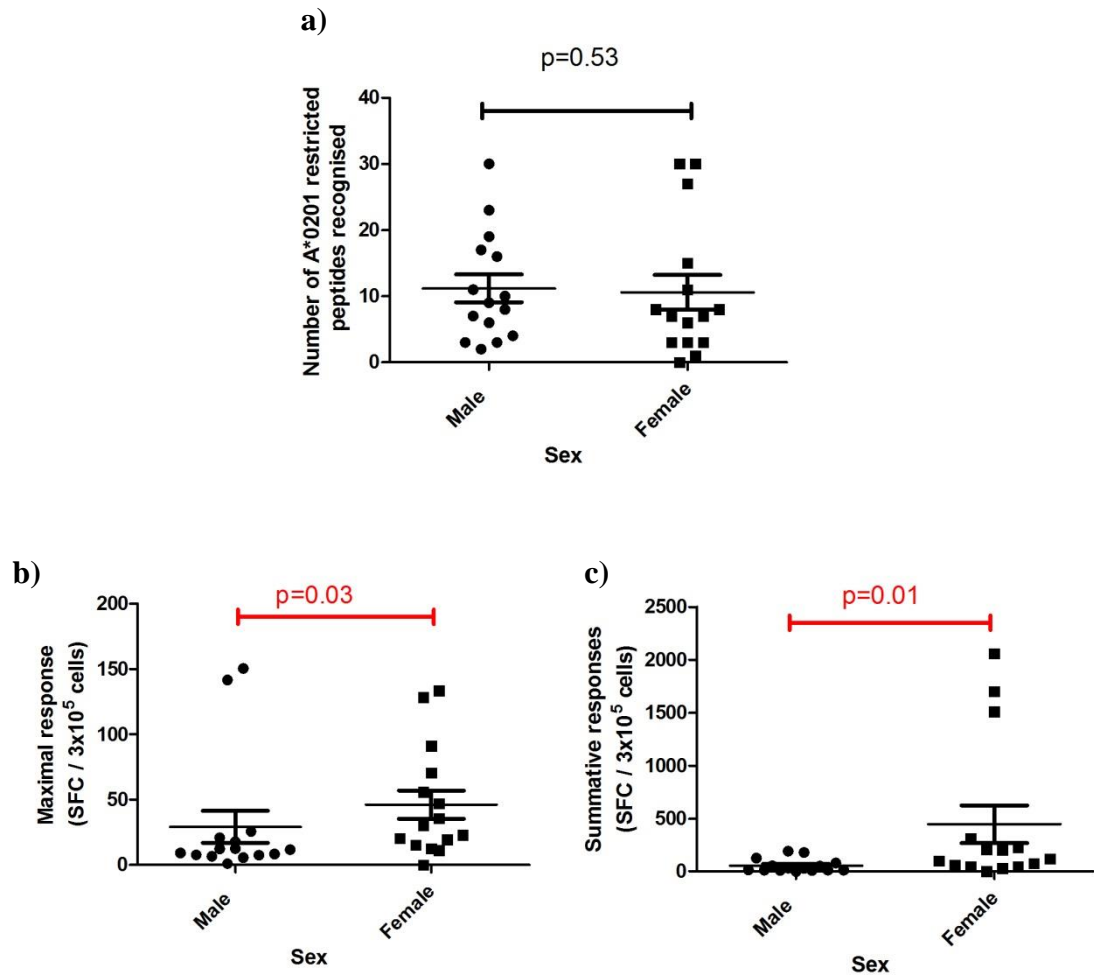 a)
p=0.53
Number of A*0201 restricted
peptides recognised
40
30
20
10
0
Male
Female
Sex
b)
p=0.03
Maximal response
(SFC / 3x10⁵ cells)
200
150
100
50
0
Male
Female
Sex
c)
p=0.01
Summative responses
(SFC / 3x10⁵ cells)
2500
2000
1500
1000
500
0
Male
Female
Sex